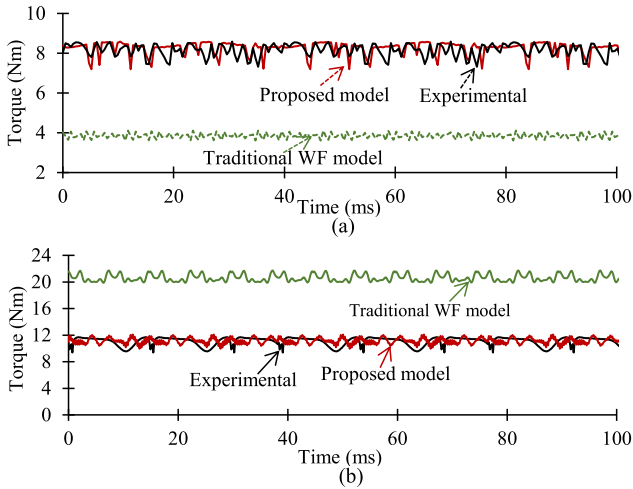 (a)
10
8
6
4
2
Torque (Nm)
Proposed model
Experimental
Traditional WF model
0 20 40 60 80 100
Time (ms)
(a)
24
20
16
12
8
4
0
Torque (Nm)
Traditional WF model
Experimental
Proposed model
0 20 40 60 80 100
Time (ms)
(b)